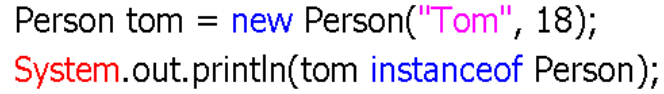 Person tom = new Person("Tom", 18);
System.out.println(tom instanceof Person);